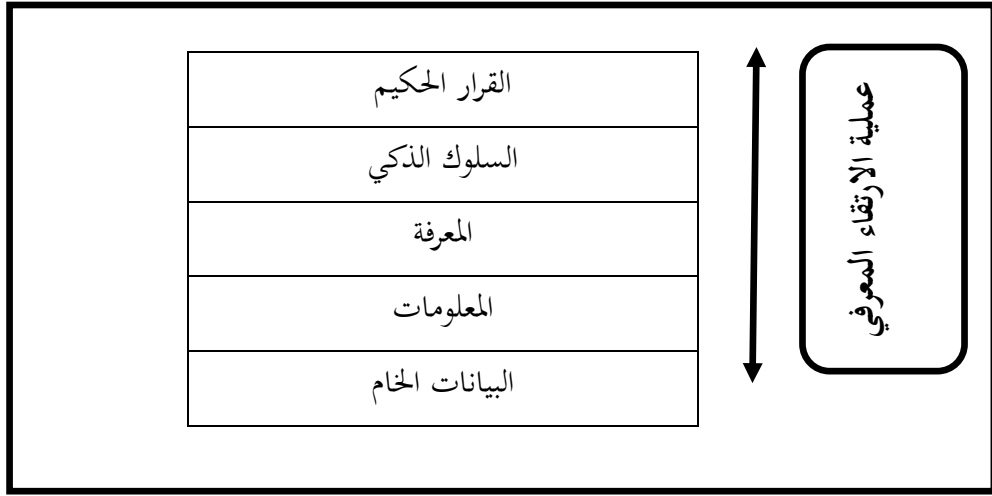 القرار الحكيم
السلوك الذكي
المعرفة
المعلومات
البيانات الخام
عملية الارتقاء المعرفي